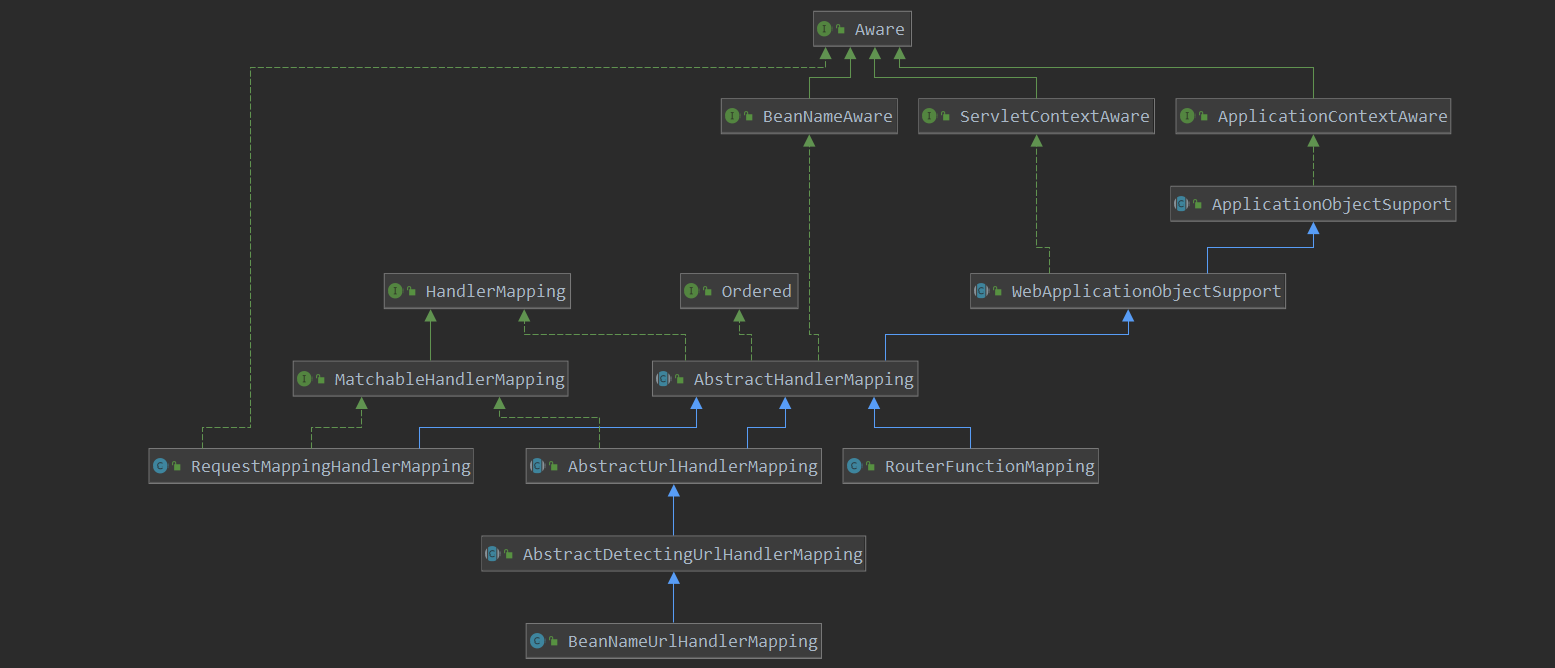 Aware
BeanNameAware
ServletContextAware
ApplicationContextAware
ApplicationObjectSupport
HandlerMapping
Ordered
WebApplicationObjectSupport
MatchableHandlerMapping
AbstractHandlerMapping
RequestMappingHandlerMapping
AbstractUrlHandlerMapping
RouterFunctionMapping
AbstractDetectingUrlHandlerMapping
BeanNameUrlHandlerMapping